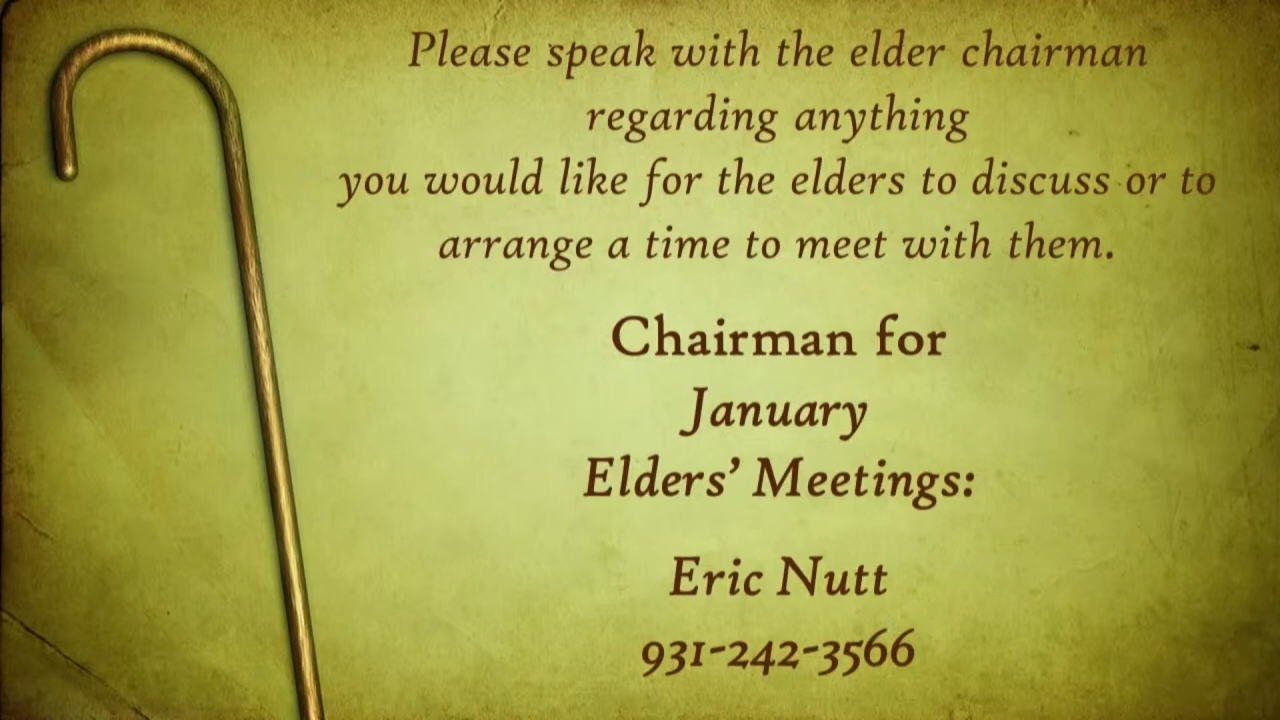 Please speak with the elder chairman
regarding anything
you would like for the elders to discuss or to
arrange a time to meet with them.
Chairman for
January
Elders’ Meetings:
Eric Nutt
931-242-3566